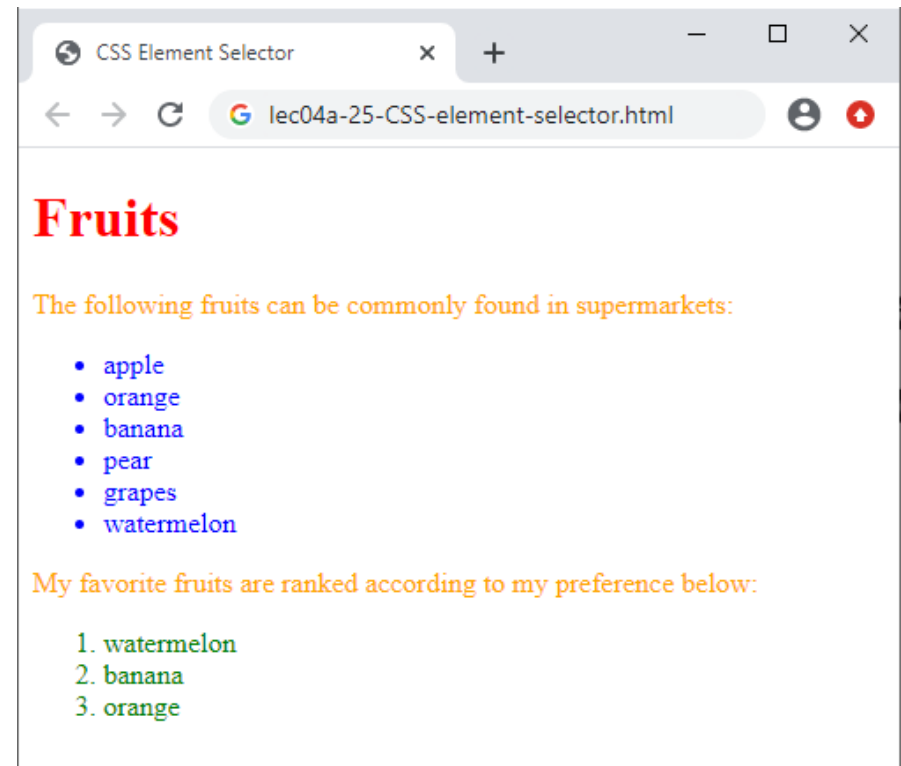 CSS Element Selector
lec04a-25-CSS-element-selector.html
Fruits
The following fruits can be commonly found in supermarkets:
• apple
• orange
• banana
• pear
• grapes
• watermelon
My favorite fruits are ranked according to my preference below:
1. watermelon
2. banana
3. orange